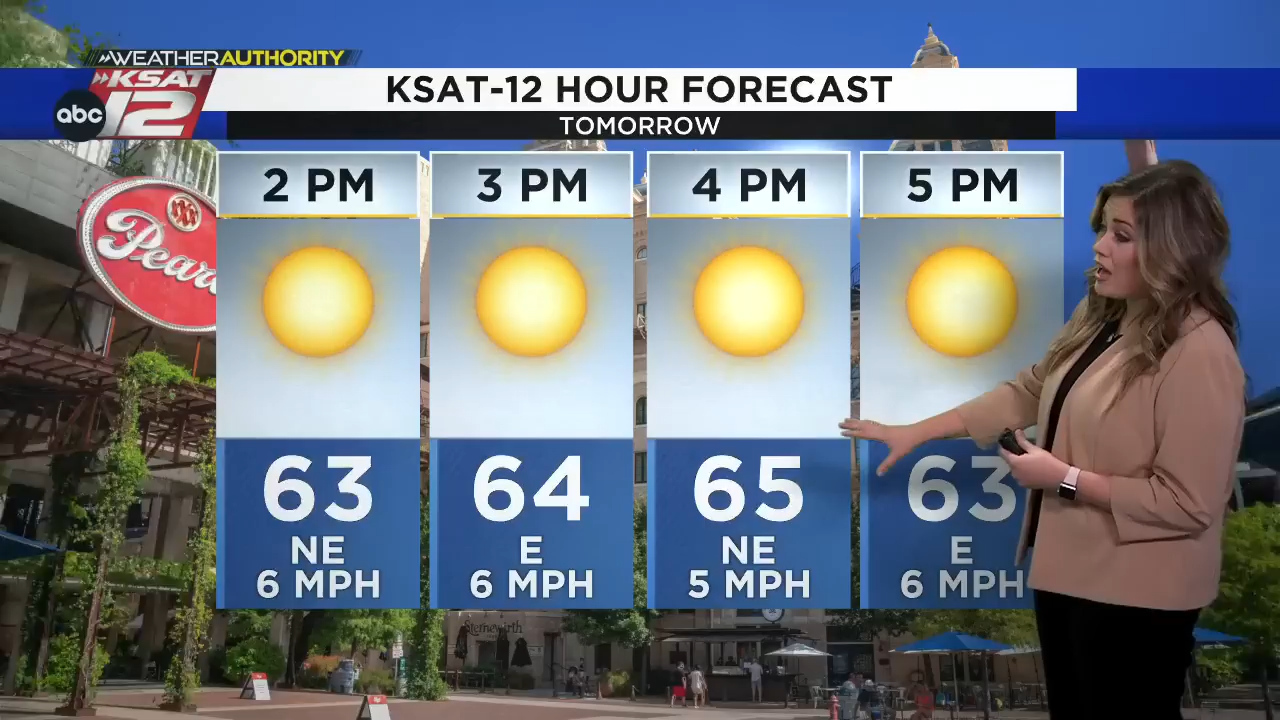 WEATHERAUTHORITY
KSAT
abc
12
KSAT-12 HOUR FORECAST
TOMORROW
2 PM
3 PM
4 PM
5 PM
Pear
63
64
65
63
NE
E
NE
E
6 MPH
6 MPH
5 MPH
6 MPH